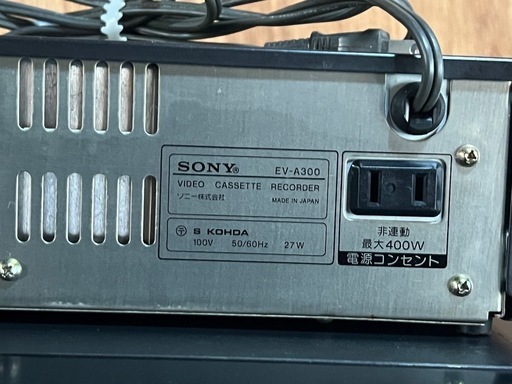 SONY® EV-A300
VIDEO CASSETTE RECORDER
ソニー株式会社 MADE IN JAPAN
〒 S KOHDA
100V 50/60Hz 27W
非連動
最大400W
電源コンセント